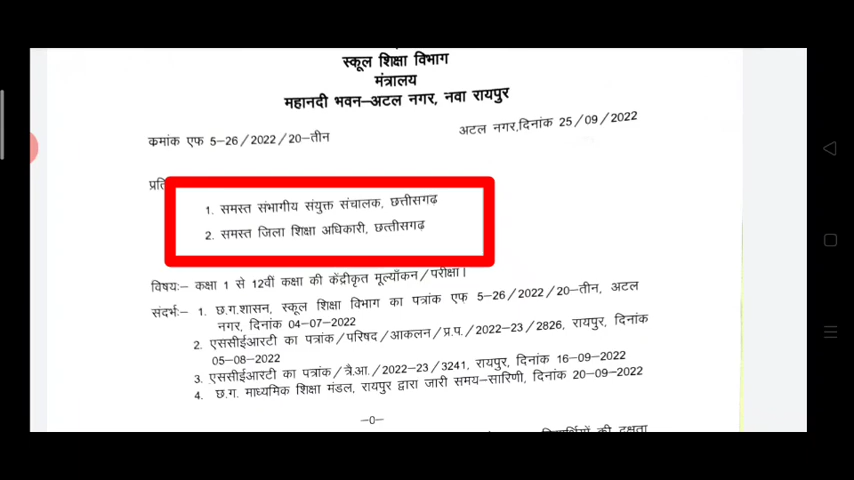 स्कूल शिक्षा विभाग
मंत्रालय
महानदी भवन–अटल नगर, नवा रायपुर
कमांक एफ 5–26/2022/20–तीन
अटल नगर,दिनांक 25/09/2022
प्रति
1. समस्त संभागीय संयुक्त संचालक, छत्तीसगढ़
2. समस्त जिला शिक्षा अधिकारी, छत्तीसगढ़
विषयः– कक्षा 1 से 12वीं कक्षा की केंद्रीकृत मूल्यॉकन/परीक्षा।
संदर्भः– 1. छ.ग.शासन, स्कूल शिक्षा विभाग का पत्रांक एफ 5–26/2022/20–तीन, अटल
नगर, दिनांक 04–07–2022
2. एससीईआरटी का पत्रांक/परिषद/आकलन/प्र.प./2022–23/2826, रायपुर, दिनांक
05–08–2022
3. एससीईआरटी का पत्रांक/त्रै.आ./2022–23/3241, रायपुर, दिनांक 16–09–2022
4. छ.ग. माध्यमिक शिक्षा मंडल, रायपुर द्वारा जारी समय–सारिणी, दिनांक 20–09–2022
–0–
की दक्षता